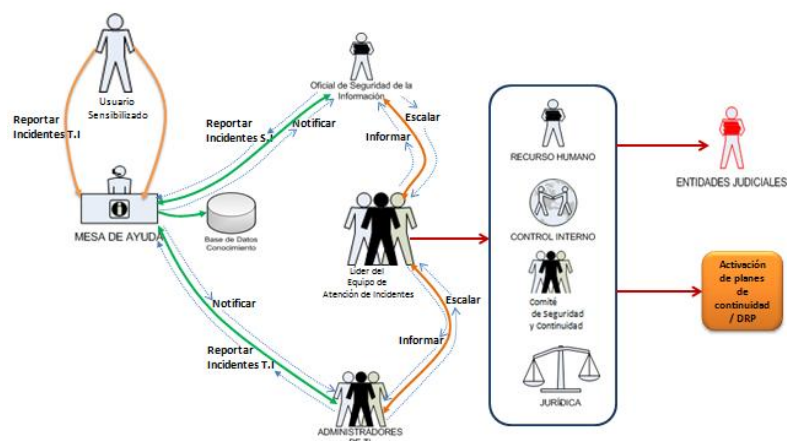 Usuario
Sensibilizado
Reportar
Incidentes T.I
MESA DE AYUDA
Base de Datos
Conocimiento
Oficial de Seguridad de la
Información
Reportar
Incidentes S.I
Notificar
Escalar
Informar
Líder del
Equipo de
Atención de Incidentes
Notificar
Reportar
Incidentes T.I
Escalar
Informar
ADMINISTRADORES
DE TI
RECURSO HUMANO
CONTROL INTERNO
Comité
de Seguridad
y Continuidad
JURÍDICA
ENTIDADES JUDICIALES
Activación
de planes
de
continuidad
/ DRP